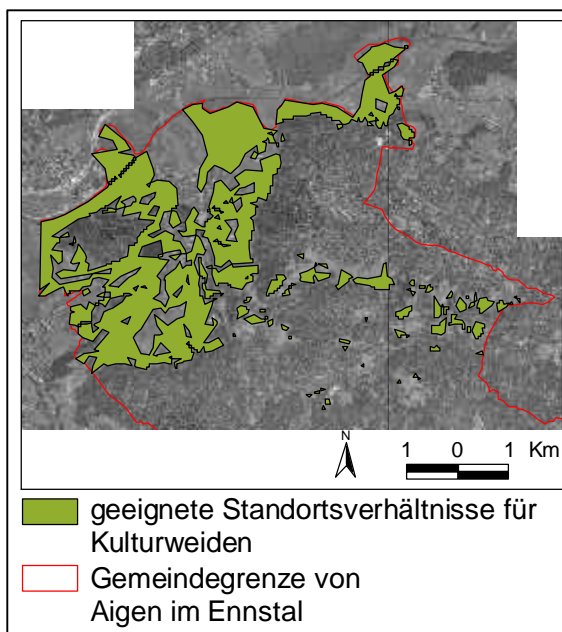 N
1 0 1 Km
geeignete Standortsverhältnisse für
Kulturweiden
Gemeindegrenze von
Aigen im Ennstal